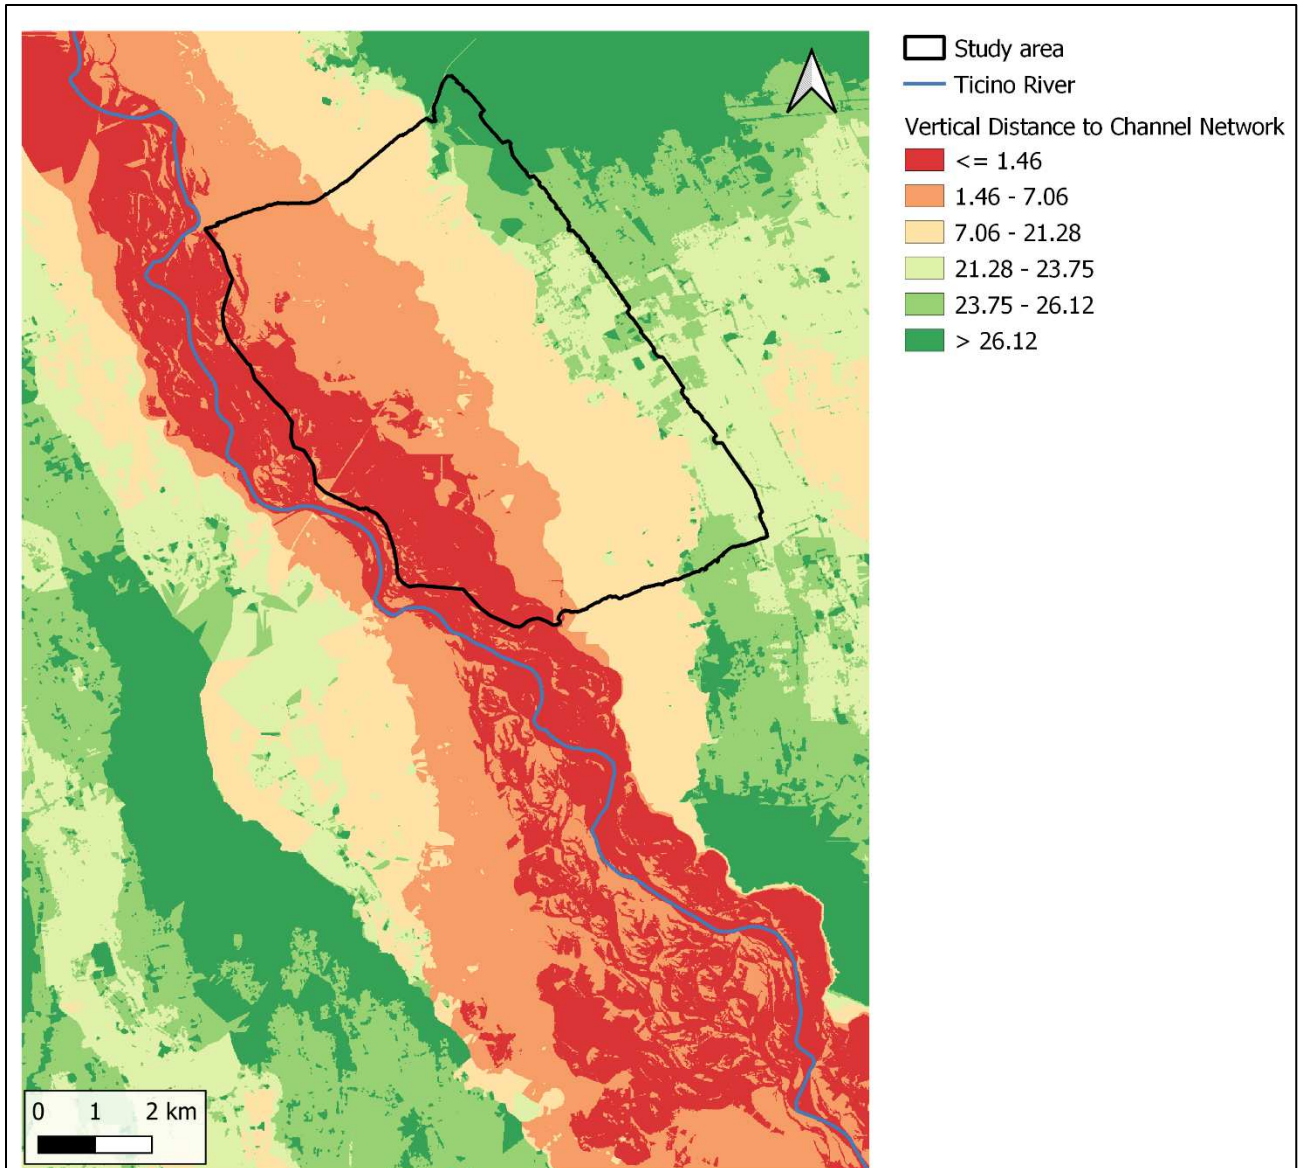 Study area
Ticino River
Vertical Distance to Channel Network
<= 1.46
1.46 - 7.06
7.06 - 21.28
21.28 - 23.75
23.75 - 26.12
> 26.12
0 1 2 km